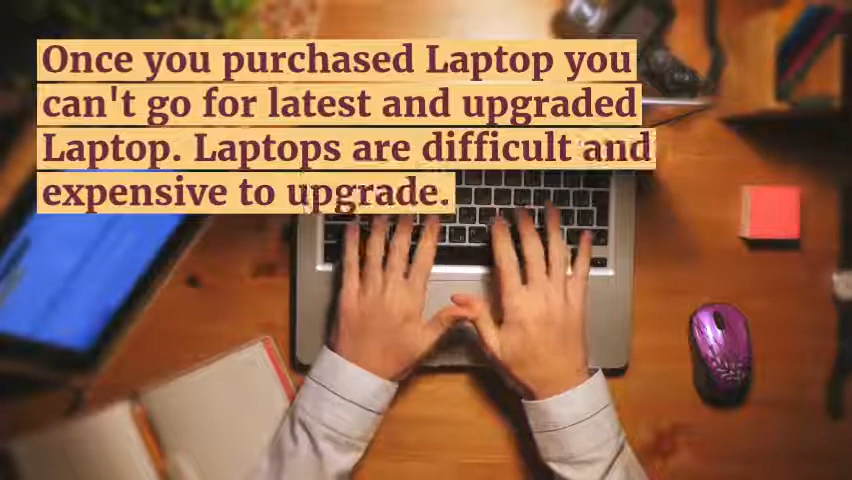 Once you purchased Laptop you
can't go for latest and upgraded
Laptop. Laptops are difficult and
expensive to upgrade.